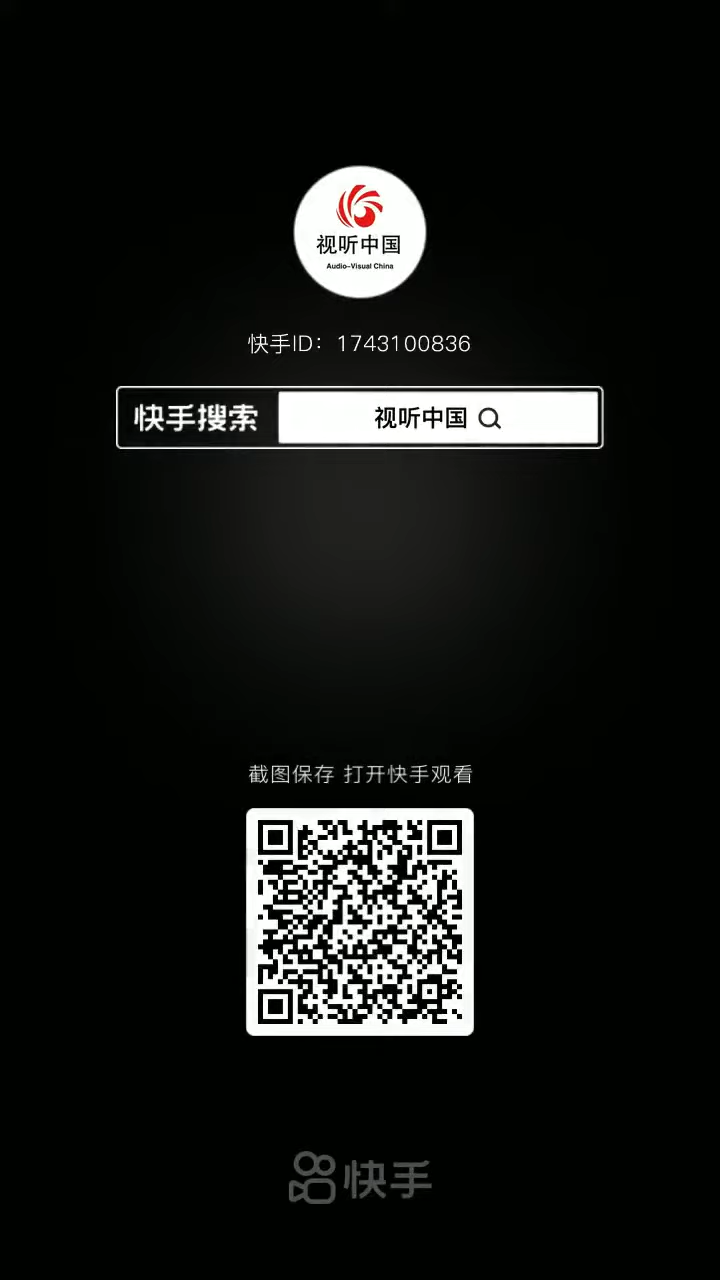 视听中国
Audio-Visual China
快手ID：1743100836
快手搜索 视听中国
截图保存 打开快手观看
快手